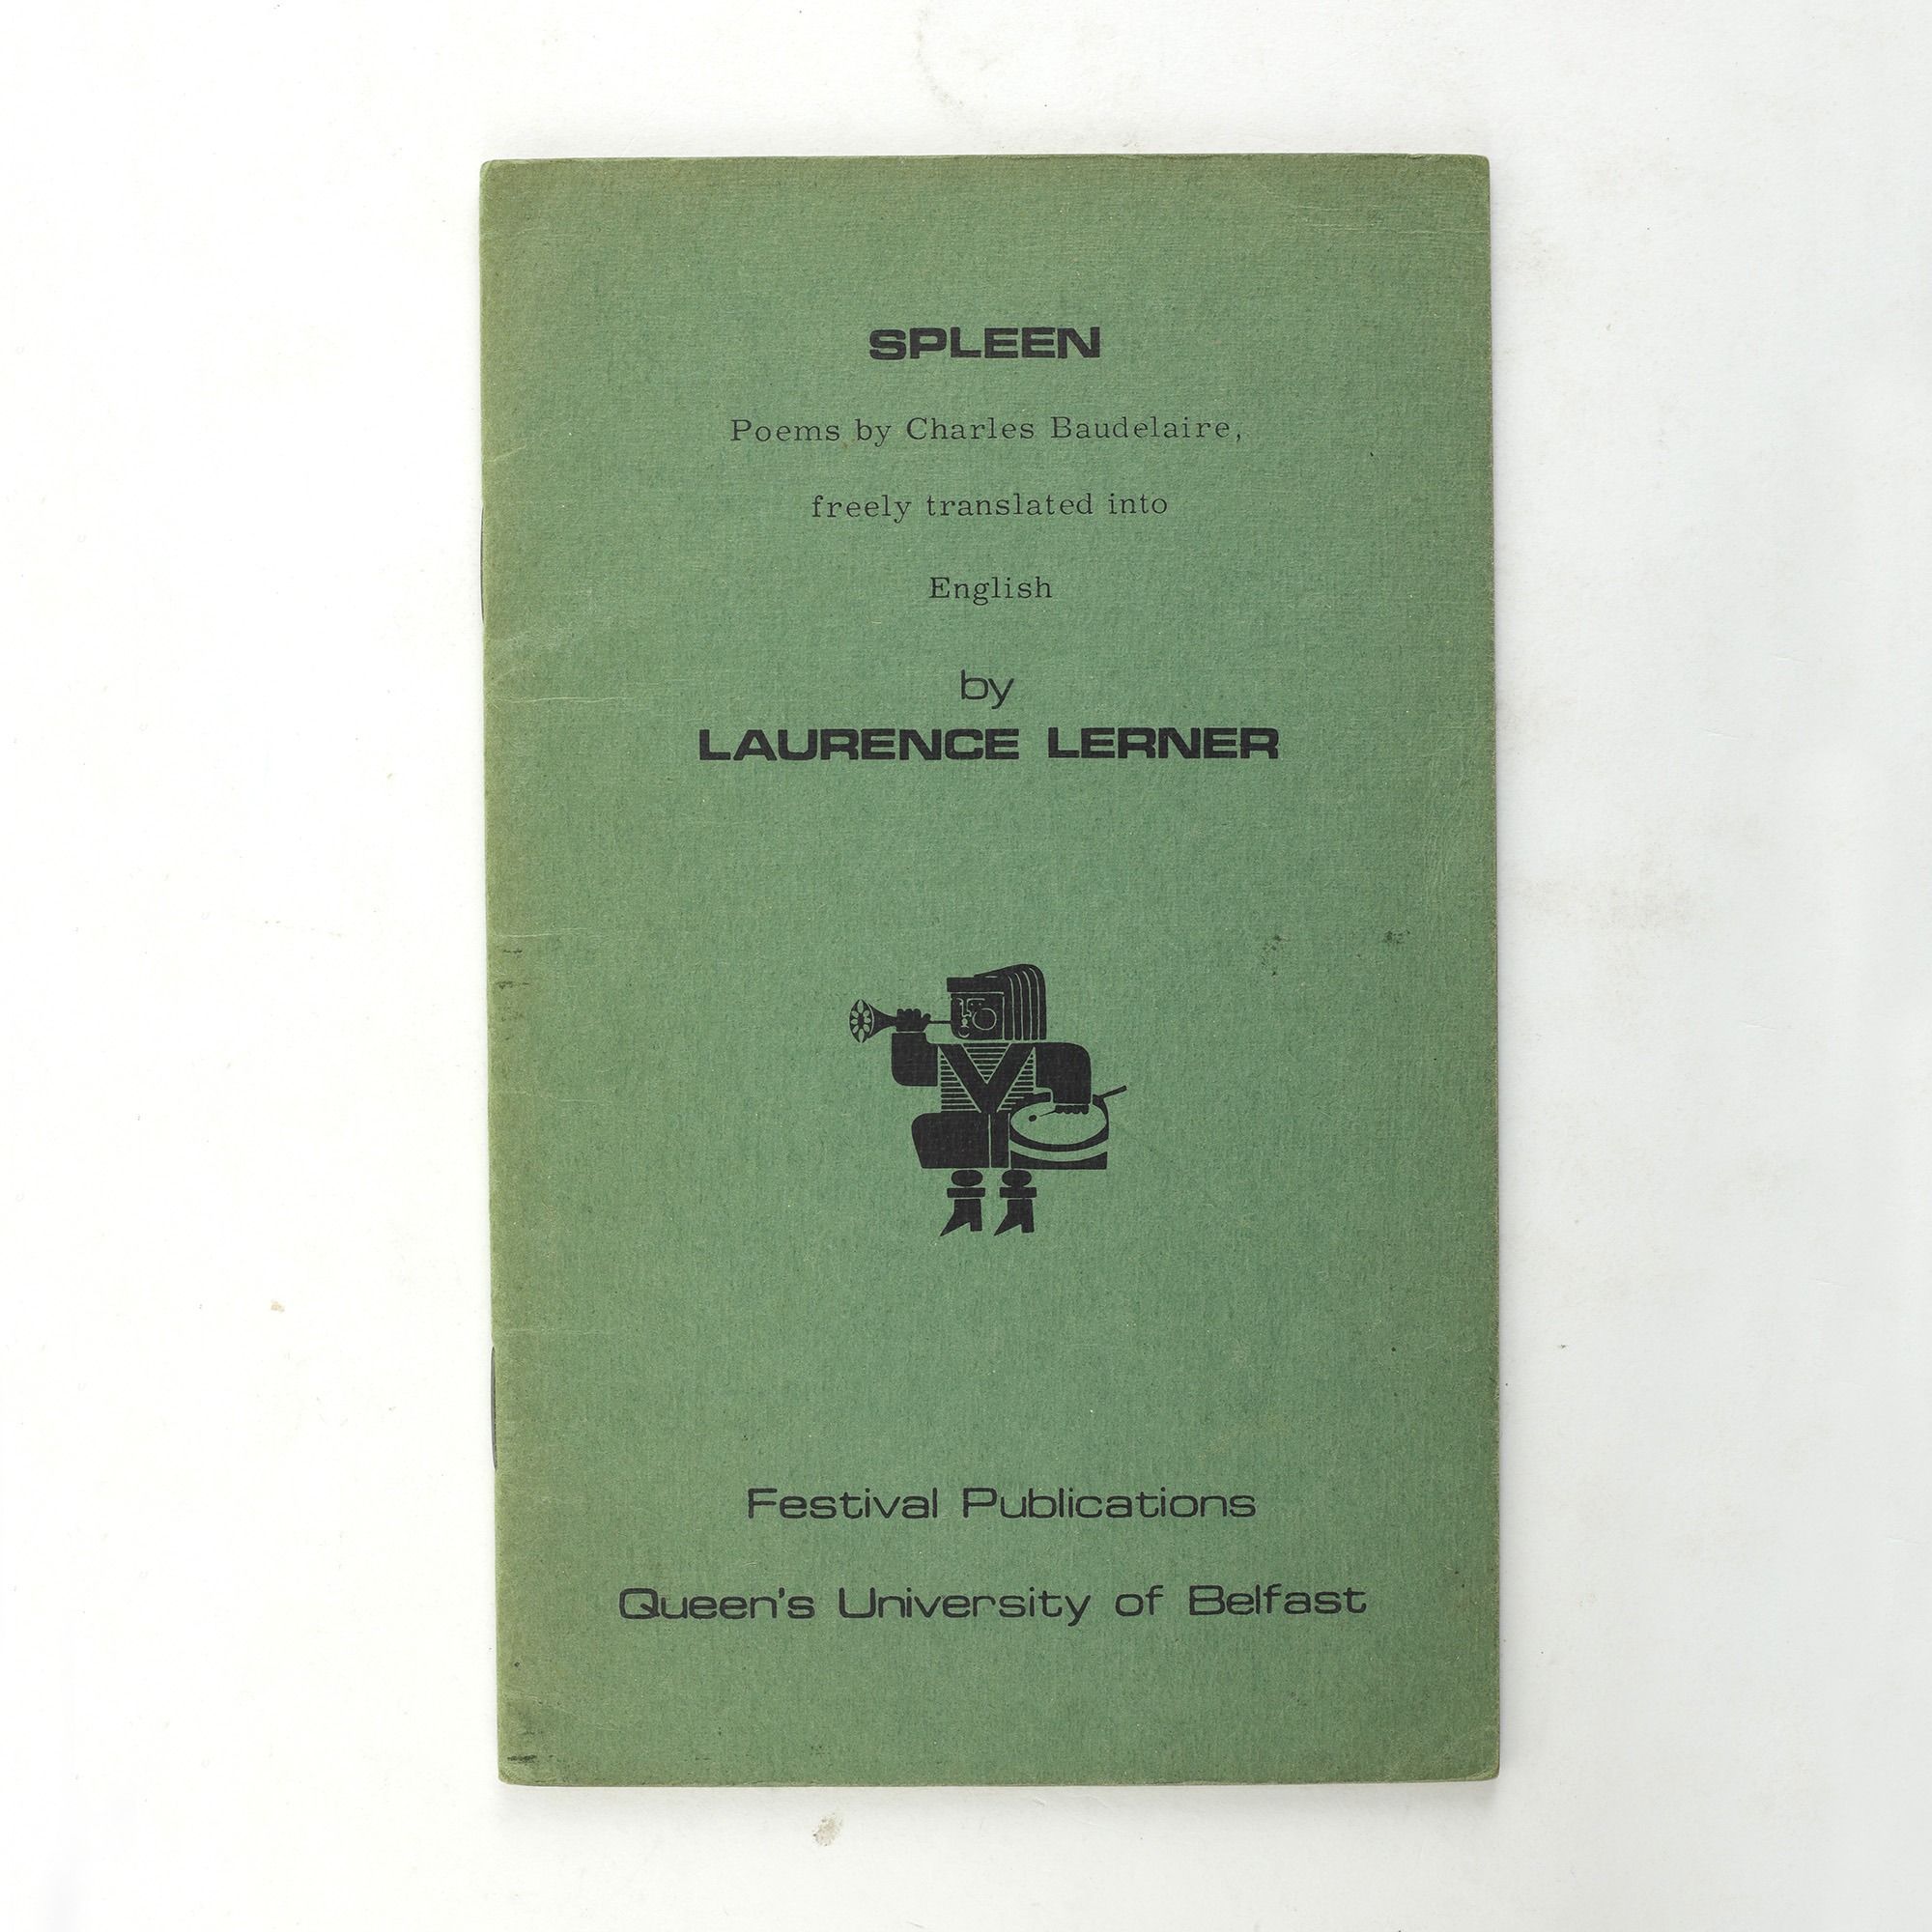 SPLEEN
Poems by Charles Baudelaire,
freely translated into
English
by
LAURENCE LERNER
Festival Publications
Queen's University of Belfast